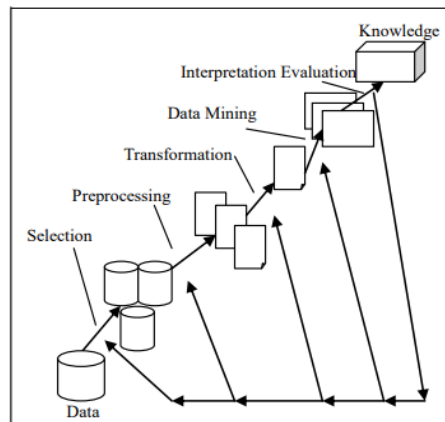 Knowledge
Interpretation Evaluation
Data Mining
Transformation
Preprocessing
Selection
Data